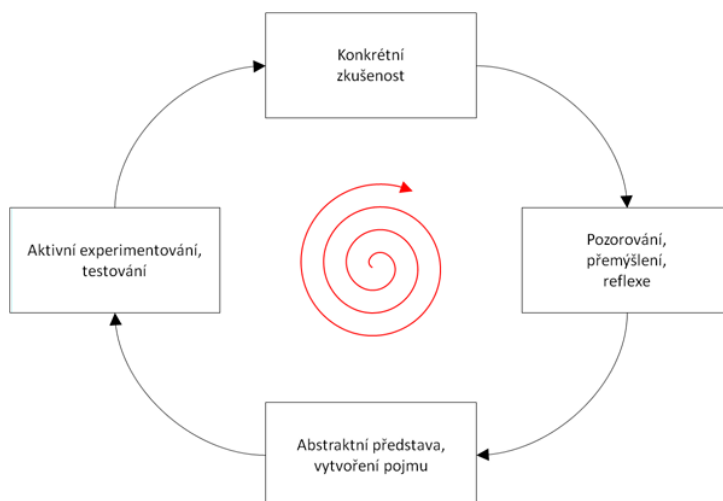 Konkrétní
zkušenost
Pozorování,
přemýšlení,
reflexe
Abstraktní představa,
vytvoření pojmu
Aktivní experimentování,
testování